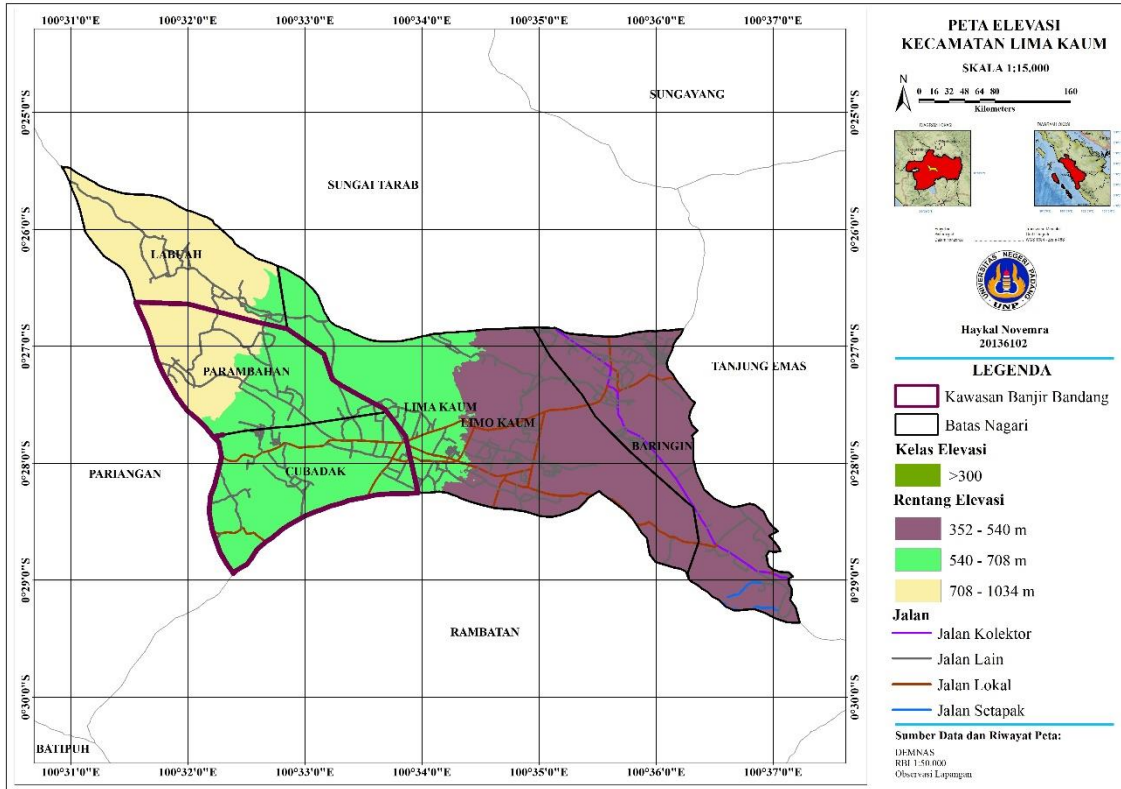 100°31'0"E 100°32'0"E 100°33'0"E 100°34'0"E 100°35'0"E 100°36'0"E 100°37'0"E
0°25'0"S 0°25'0"S
0°26'0"S 0°26'0"S
0°27'0"S 0°27'0"S
0°28'0"S 0°28'0"S
0°29'0"S 0°29'0"S
0°30'0"S 0°30'0"S
SUNGAYANG
SUNGAI TARAB
LABUAH
TANJUNG EMAS
PARAMBAHAN
LIMA KAUM
LIMO KAUM
BARINGIN
PARIANGAN
CUBADAK
RAMBATAN
BATIPUH
100°31'0"E 100°32'0"E 100°33'0"E 100°34'0"E 100°35'0"E 100°36'0"E 100°37'0"E
PETA ELEVASI
KECAMATAN LIMA KAUM
SKALA 1:15,000
N
0 16 32 48 64 80 160
Kilometers
UNIVERSITAS NEGERI PADANG
UNP
Haykal Novemra
20136102
LEGENDA
Kawasan Banjir Bandang
Batas Nagari
Kelas Elevasi
>300
Rentang Elevasi
352 - 540 m
540 - 708 m
708 - 1034 m
Jalan
Jalan Kolektor
Jalan Lain
Jalan Lokal
Jalan Setapak
Sumber Data dan Riwayat Peta:
DEMNAS
RBI 1:50.000
Observasi Lapangan